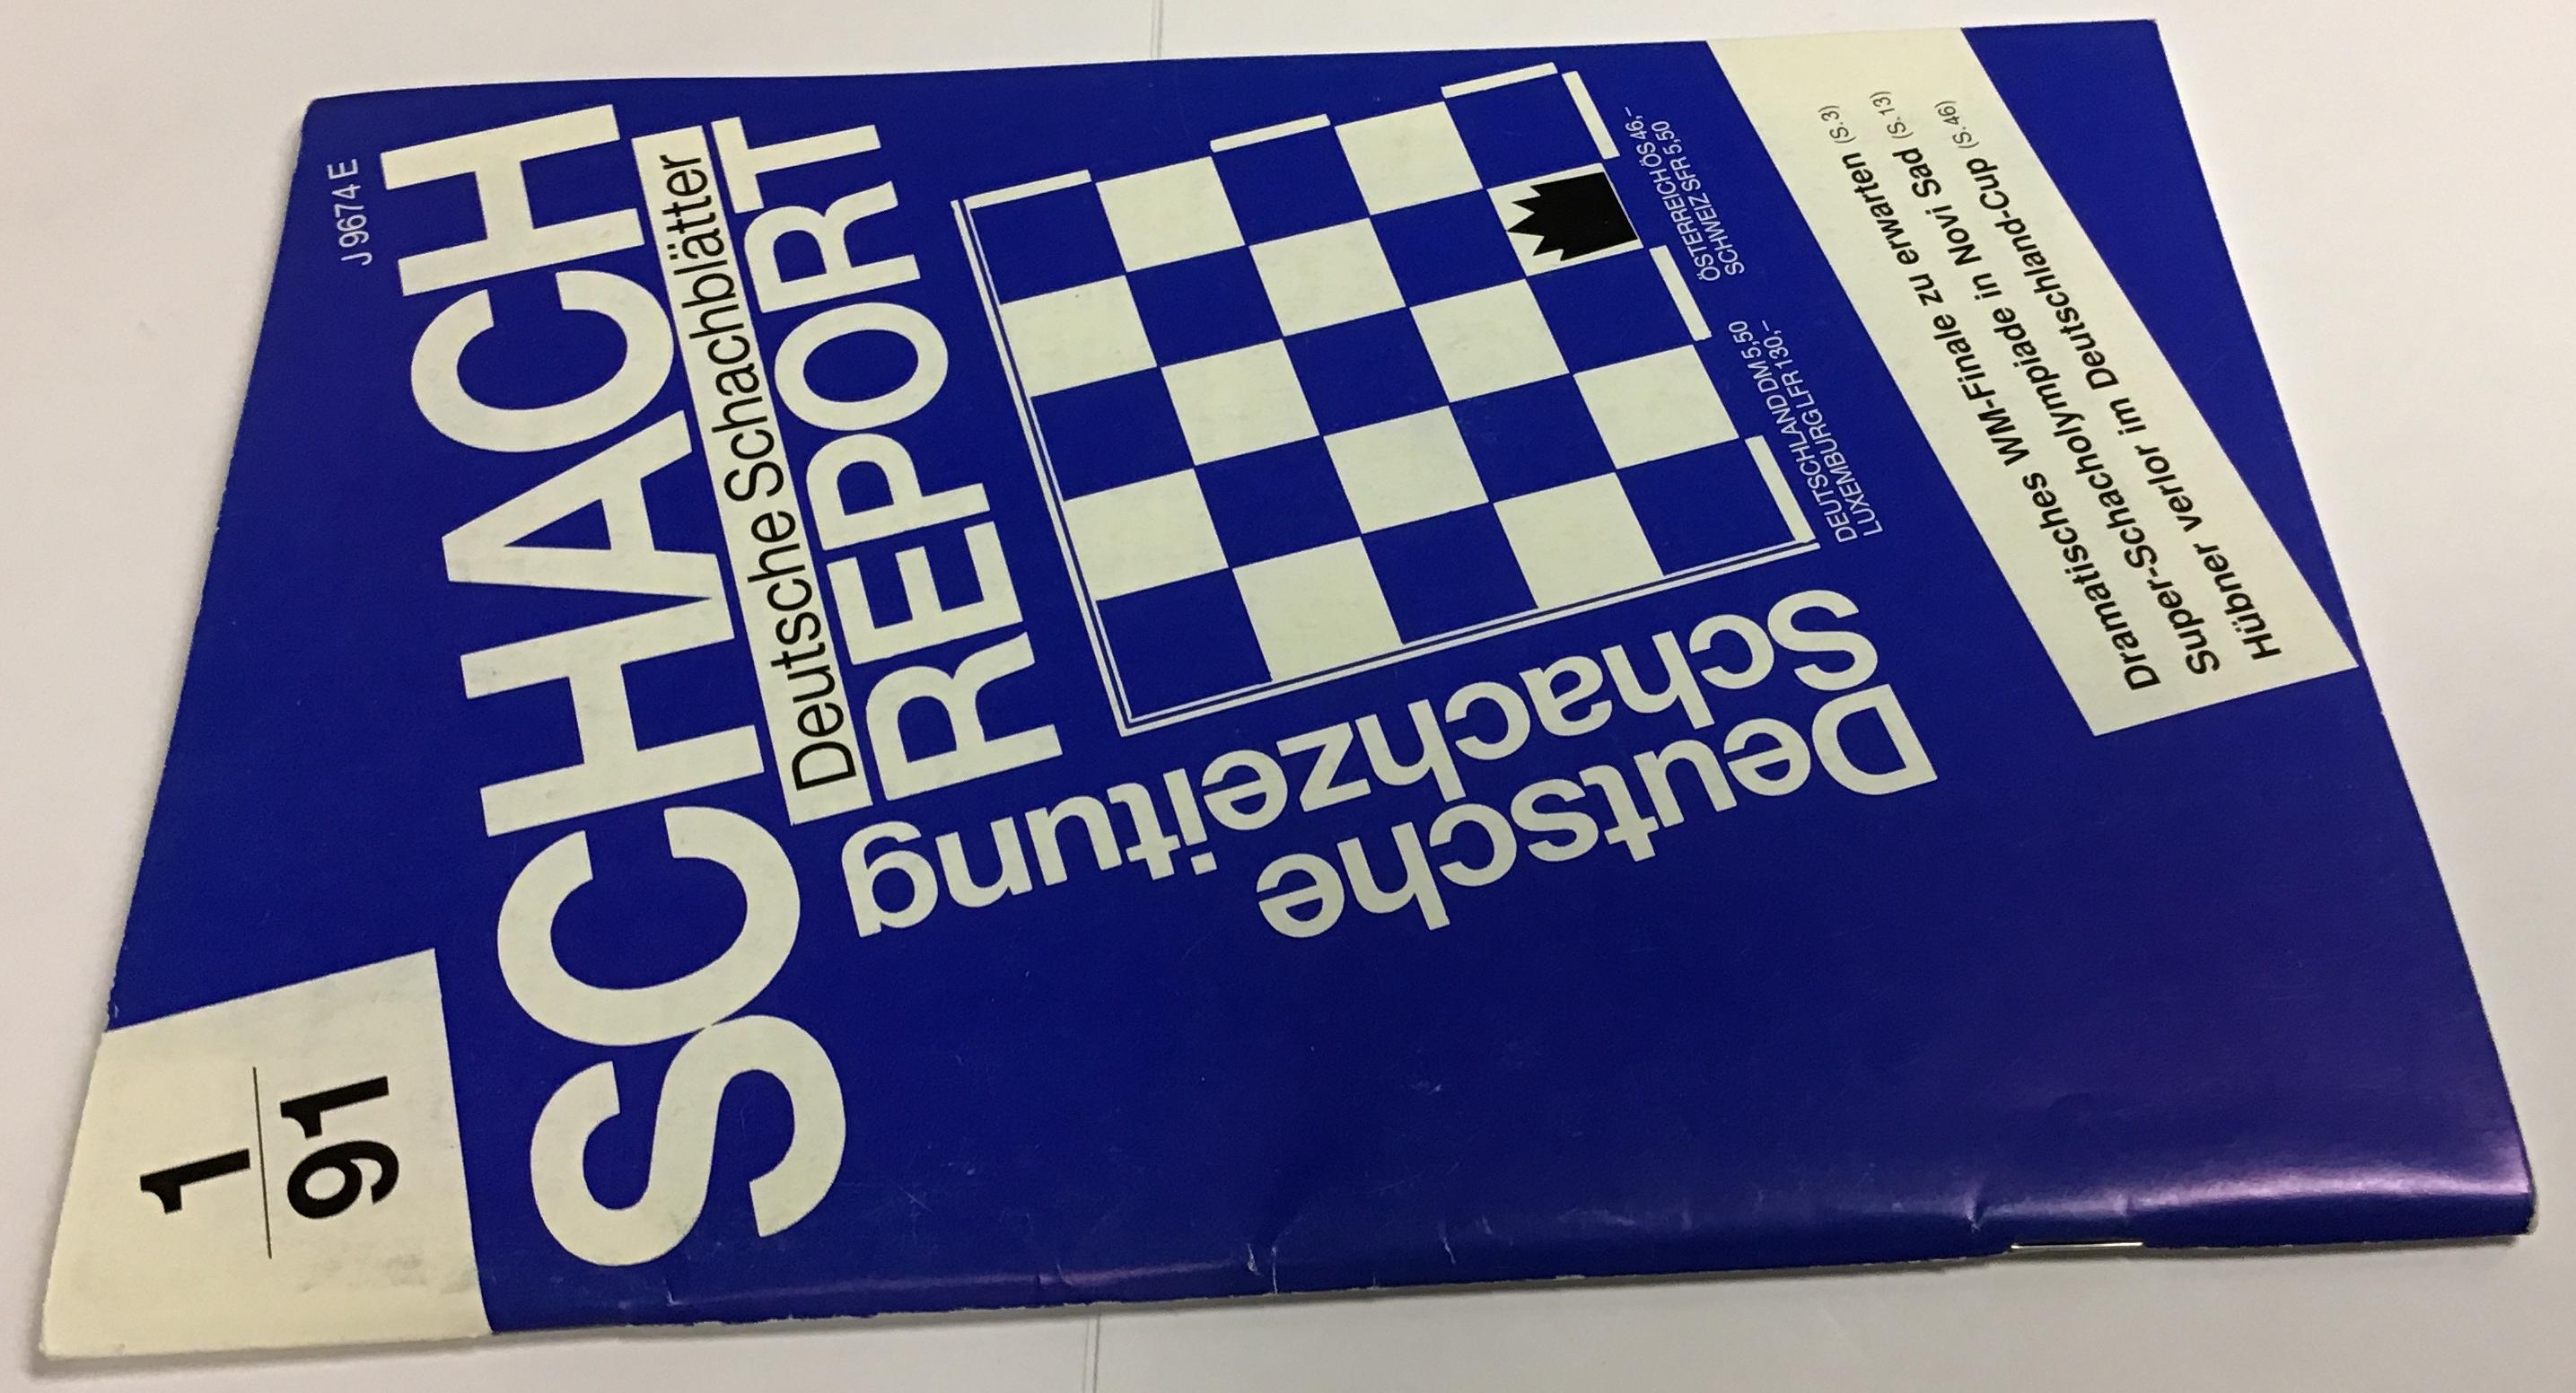 1
91
J 9674 E
SCHACH
Deutsche Schachblätter
REPORT
Deutsche
Schachzeitung
DEUTSCHLAND DM 5,50
LUXEMBURG LFR 130,–
ÖSTERREICH ÖS 46,–
SCHWEIZ SFR 5,50
Dramatisches WM-Finale zu erwarten (S.3)
Super-Schacholympiade in Novi Sad (S.13)
Hübner verlor im Deutschland-Cup (S.46)